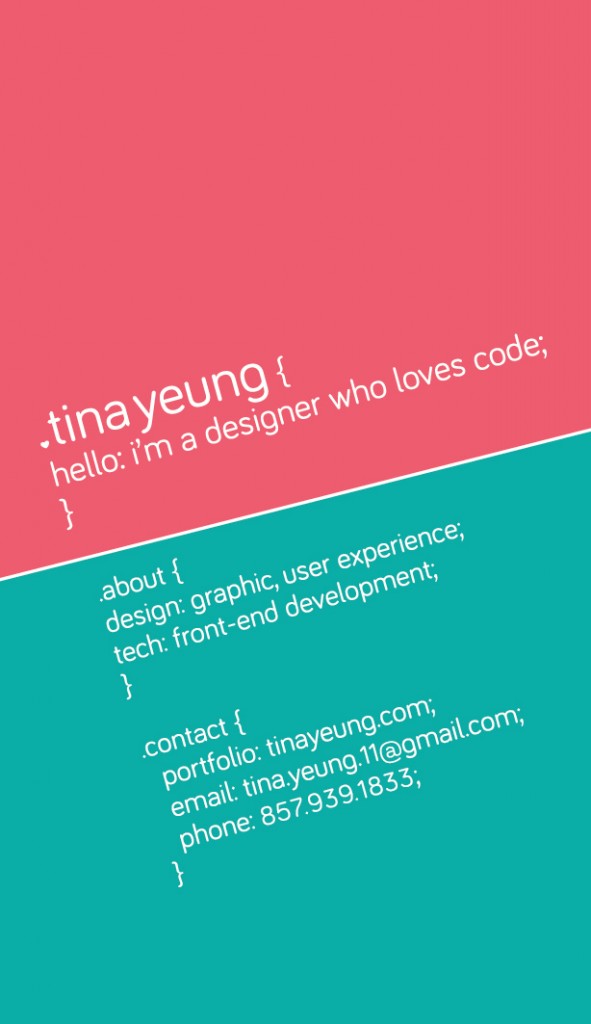 .tina yeung {
hello: i'm a designer who loves code;
}
.about {
design: graphic, user experience;
tech: front-end development;
}
.contact {
portfolio: tinayeung.com;
email: tina.yeung.11@gmail.com;
phone: 857.939.1833;
}